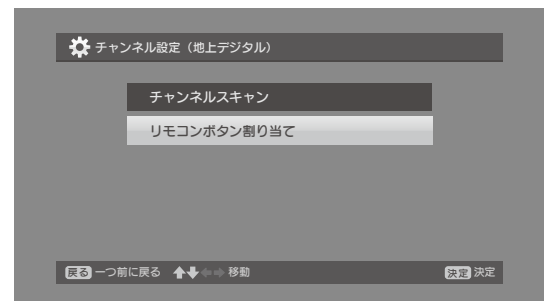 チャンネル設定（地上デジタル）
チャンネルスキャン
リモコンボタン割り当て
戻る 一つ前に戻る 移動 決定 決定